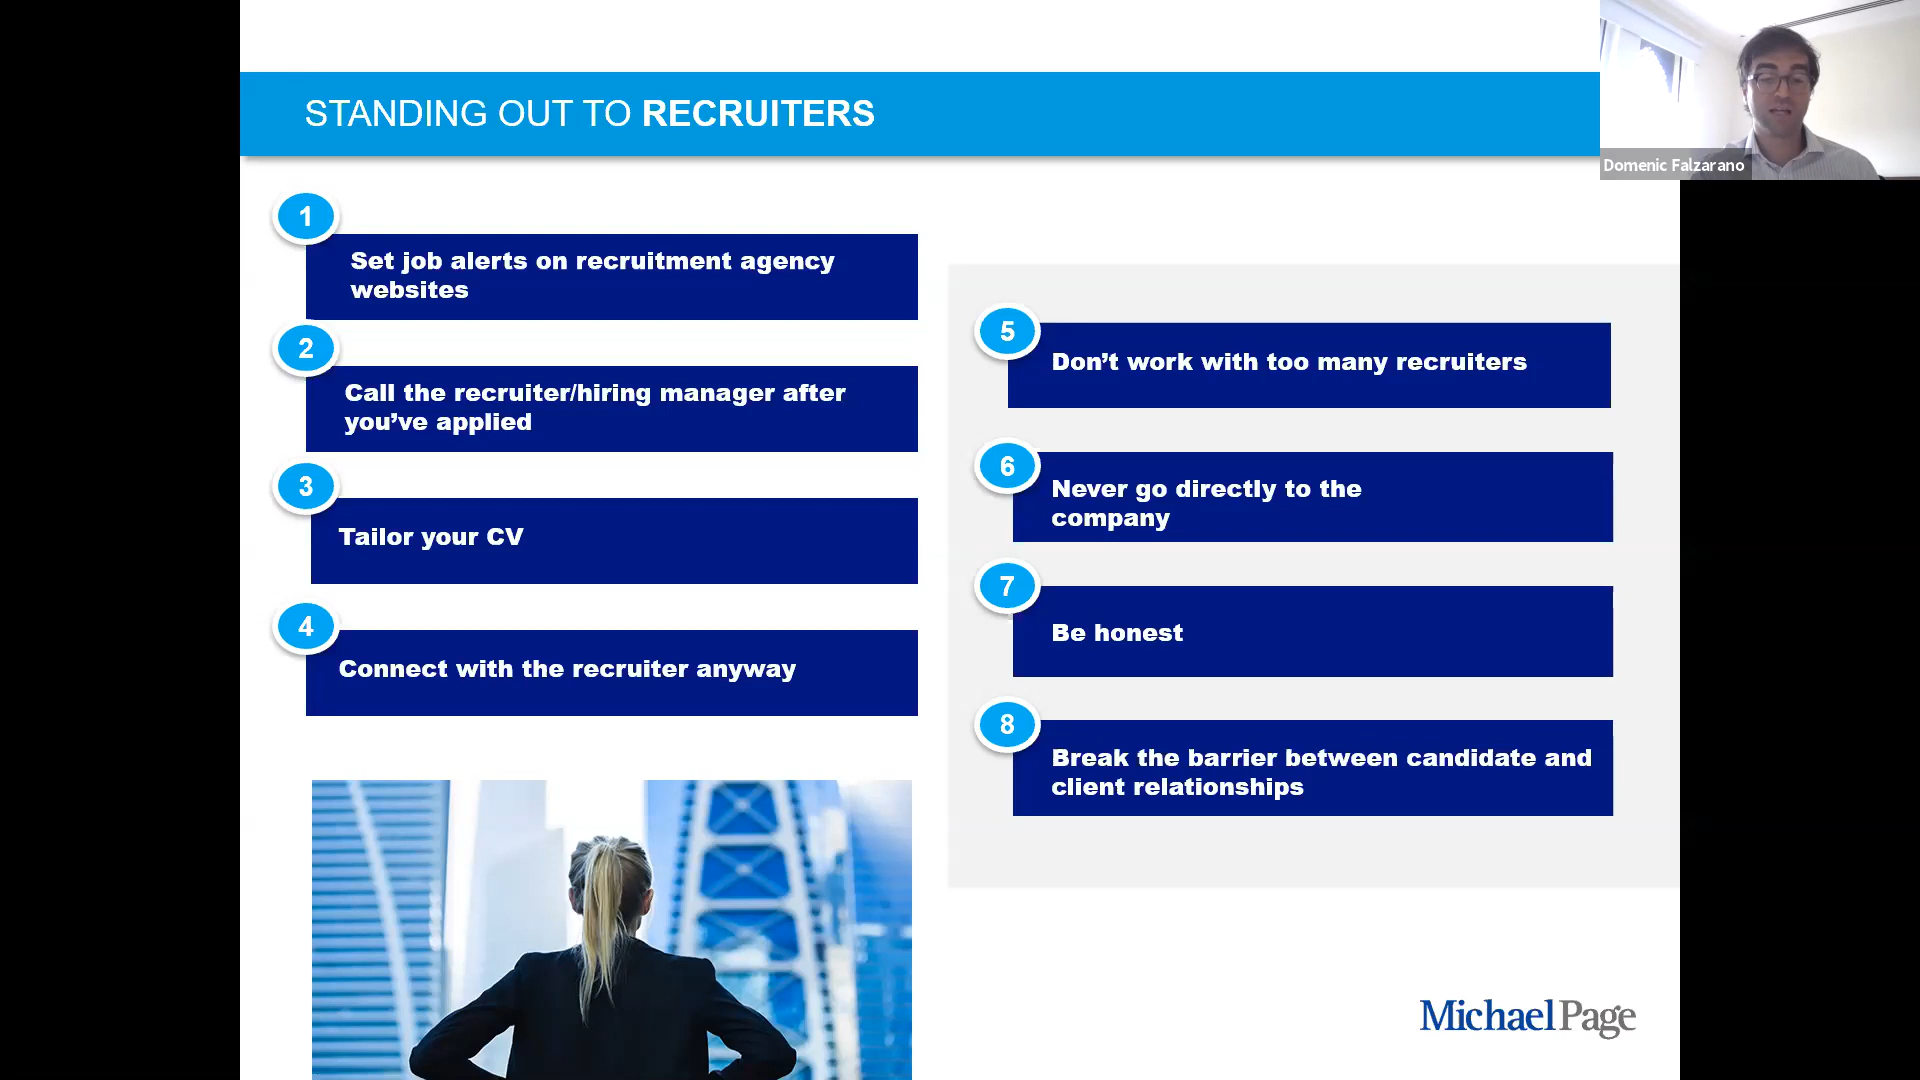 STANDING OUT TO RECRUITERS
Domenic Falzarano
1
Set job alerts on recruitment agency
websites
2
Call the recruiter/hiring manager after
you’ve applied
3
Tailor your CV
4
Connect with the recruiter anyway
5
Don’t work with too many recruiters
6
Never go directly to the
company
7
Be honest
8
Break the barrier between candidate and
client relationships
Michael Page